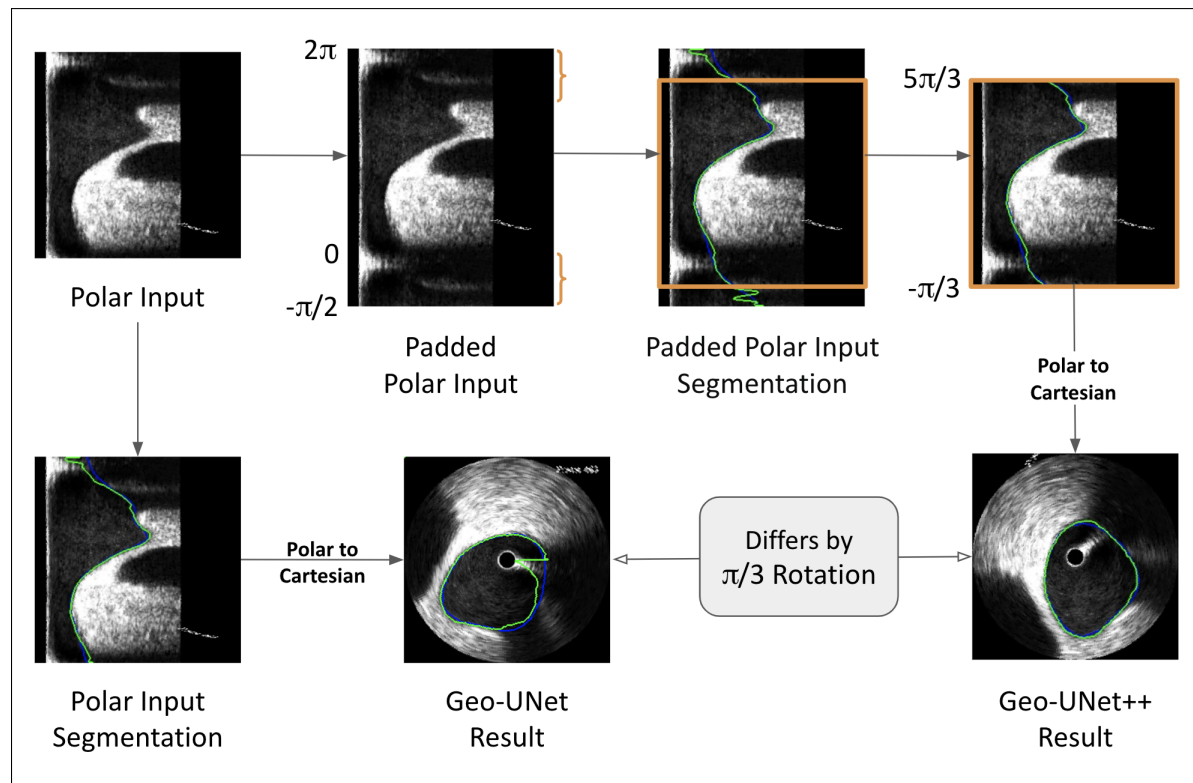 2π
0
-π/2
5π/3
-π/3
Polar Input
Padded
Polar Input
Padded Polar Input
Segmentation
Polar to
Cartesian
Polar to
Cartesian
Differs by
π/3 Rotation
Polar Input
Segmentation
Geo-UNet
Result
Geo-UNet++
Result